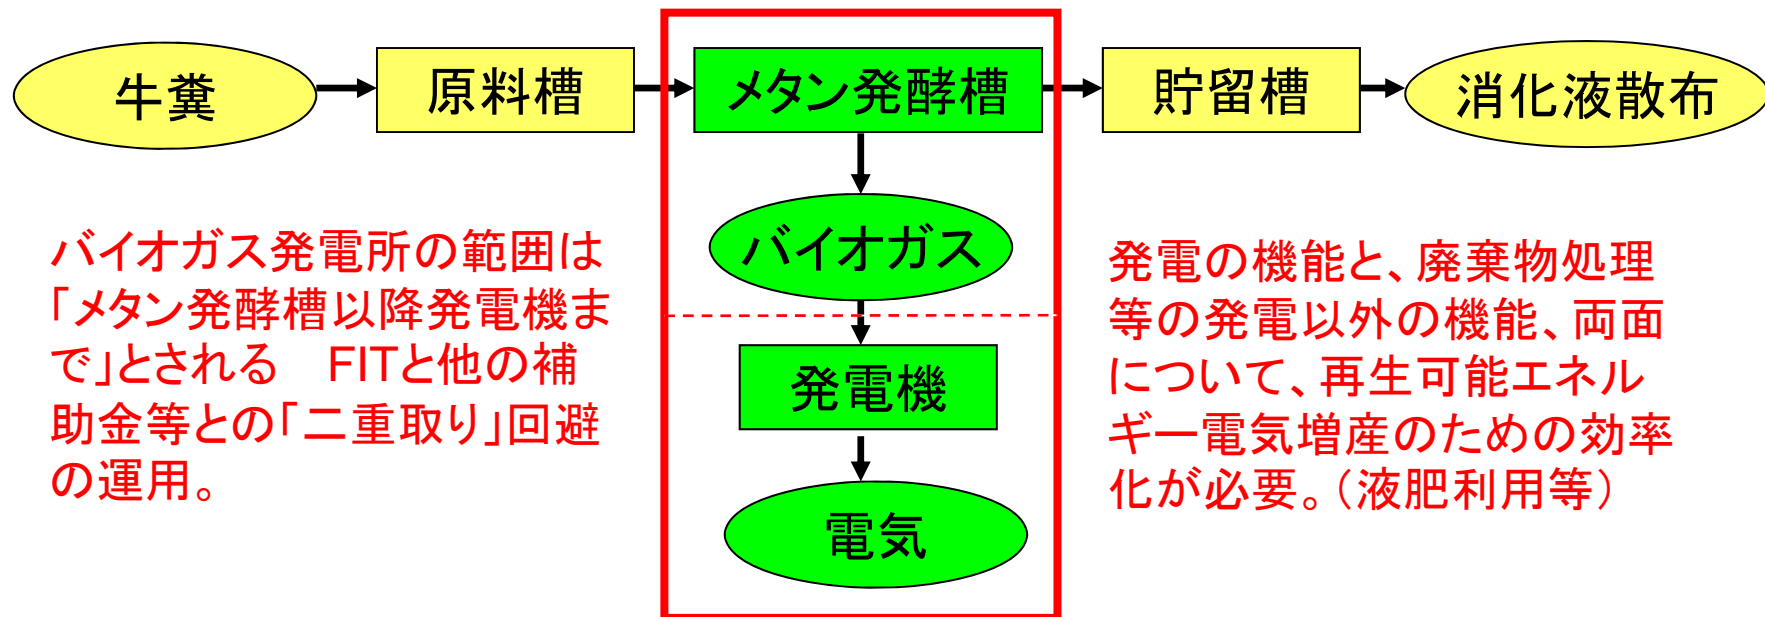 牛糞
原料槽
メタン発酵槽
貯留槽
消化液散布
バイオガス
発電機
電気
バイオガス発電所の範囲は
「メタン発酵槽以降発電機ま
で」とされる　FITと他の補
助金等との「二重取り」回避
の運用。
発電の機能と、廃棄物処理
等の発電以外の機能、両面
について、再生可能エネル
ギー電気増産のための効率
化が必要。（液肥利用等）